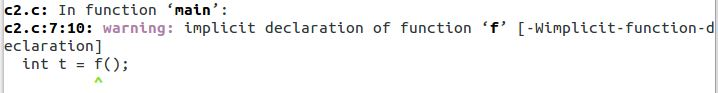 c2.c: In function ‘main’:
c2.c:7:10: warning: implicit declaration of function ‘f’ [-Wimplicit-function-d
eclaration]
  int t = f();
          ^